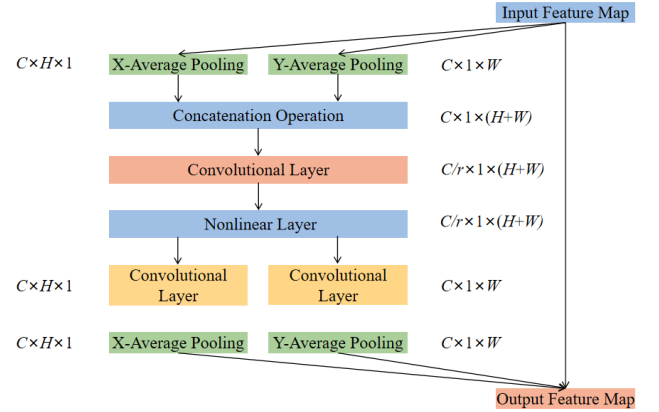 Input Feature Map
C×H×1
X-Average Pooling
Y-Average Pooling
C×1×W
Concatenation Operation
C×1×(H+W)
Convolutional Layer
C/r×1×(H+W)
Nonlinear Layer
C/r×1×(H+W)
C×H×1
Convolutional
Layer
Convolutional
Layer
C×1×W
C×H×1
X-Average Pooling
Y-Average Pooling
C×1×W
Output Feature Map